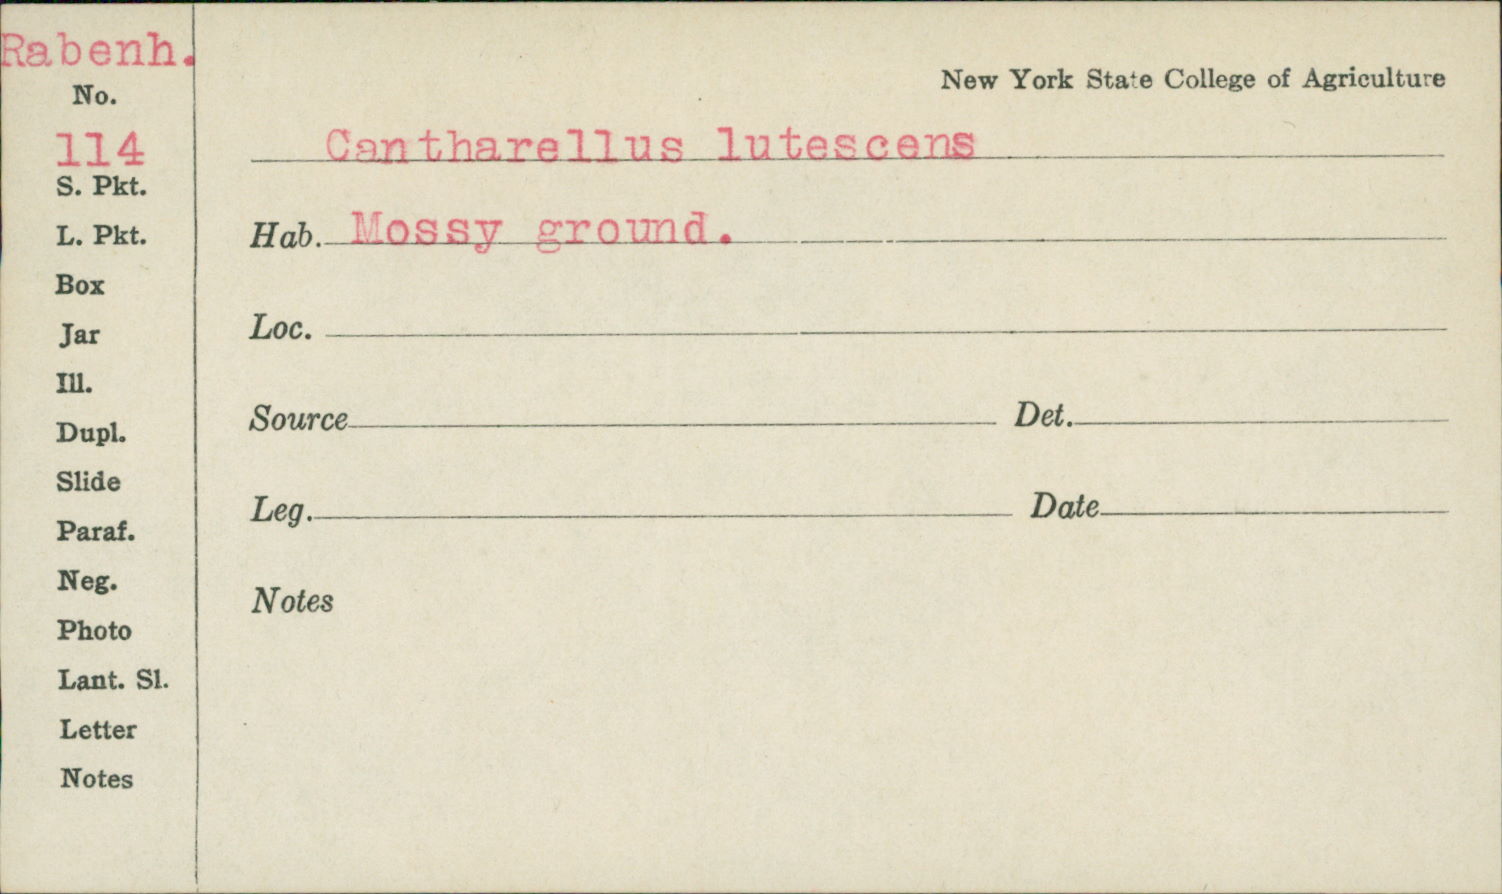 Rabenh.
No.
114
S. Pkt.
L. Pkt.
Box
Jar
Ill.
Dupl.
Slide
Paraf.
Neg.
Photo
Lant. Sl.
Letter
Notes
New York State College of Agriculture
Cantharellus lutescens
Hab. Mossy ground.
Loc.
Source Det.
Leg. Date
Notes